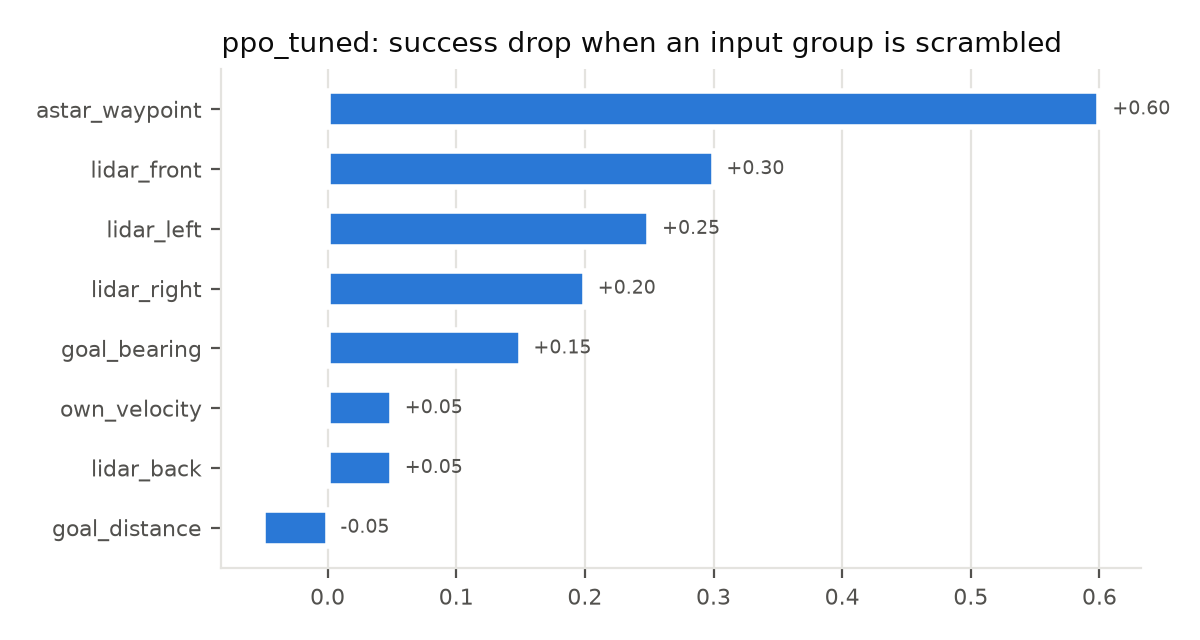 ppo_tuned: success drop when an input group is scrambled
astar_waypoint +0.60
lidar_front +0.30
lidar_left +0.25
lidar_right +0.20
goal_bearing +0.15
own_velocity +0.05
lidar_back +0.05
goal_distance -0.05
0.0 0.1 0.2 0.3 0.4 0.5 0.6